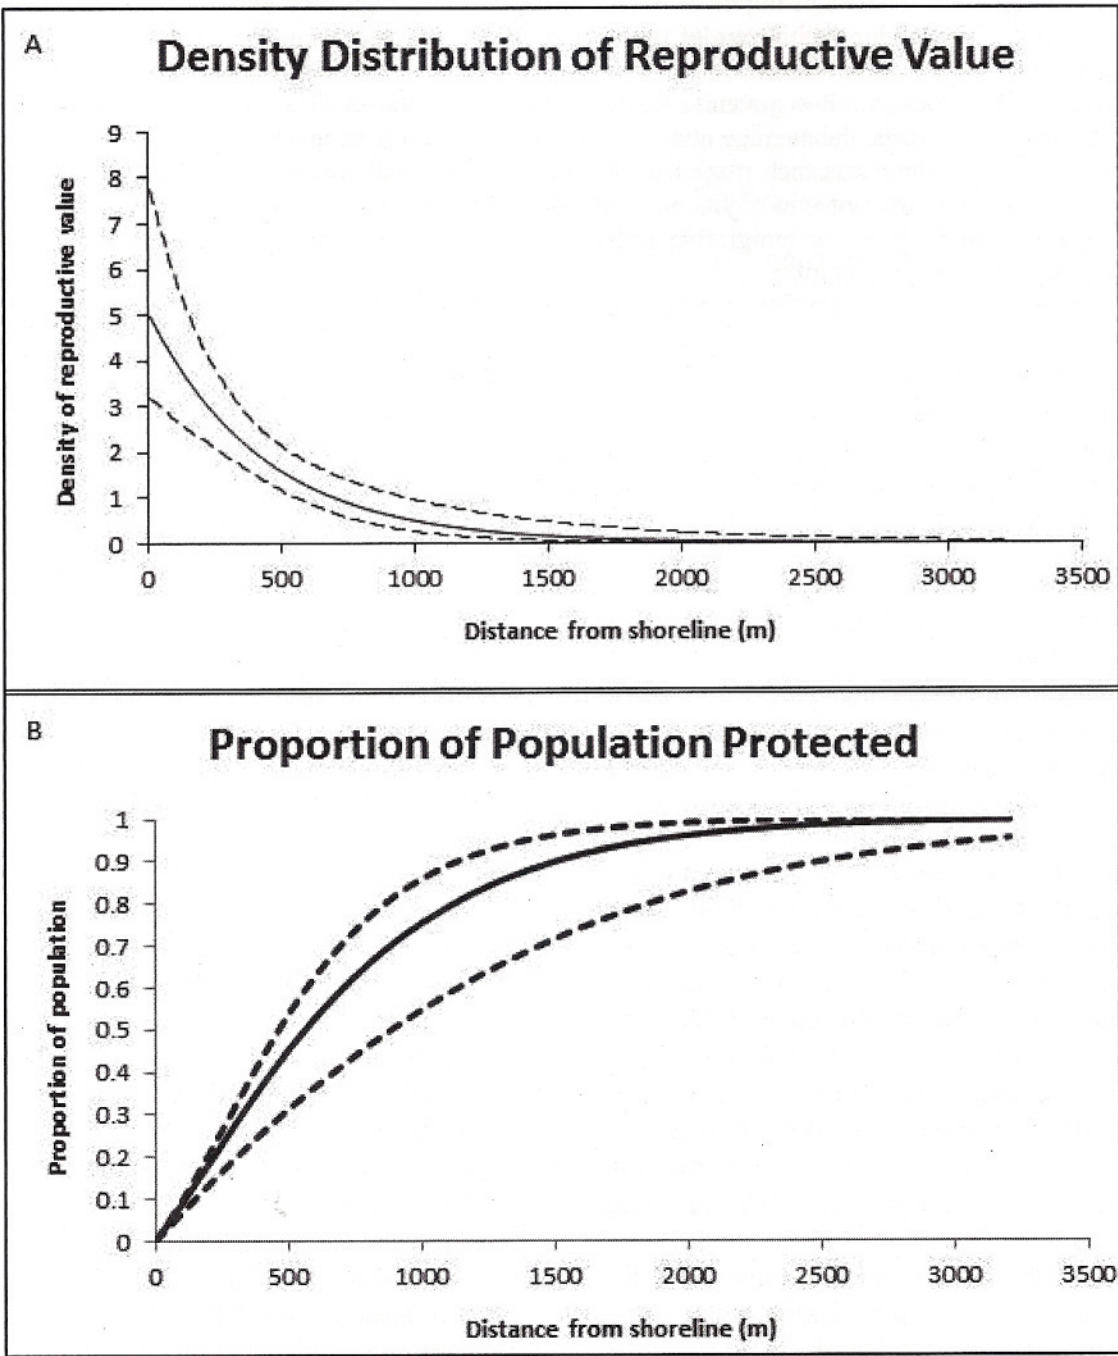 A
Density Distribution of Reproductive Value
Density of reproductive value
9
8
7
6
5
4
3
2
1
0
0 500 1000 1500 2000 2500 3000 3500
Distance from shoreline (m)
B
Proportion of Population Protected
Proportion of population
1
0.9
0.8
0.7
0.6
0.5
0.4
0.3
0.2
0.1
0
0 500 1000 1500 2000 2500 3000 3500
Distance from shoreline (m)